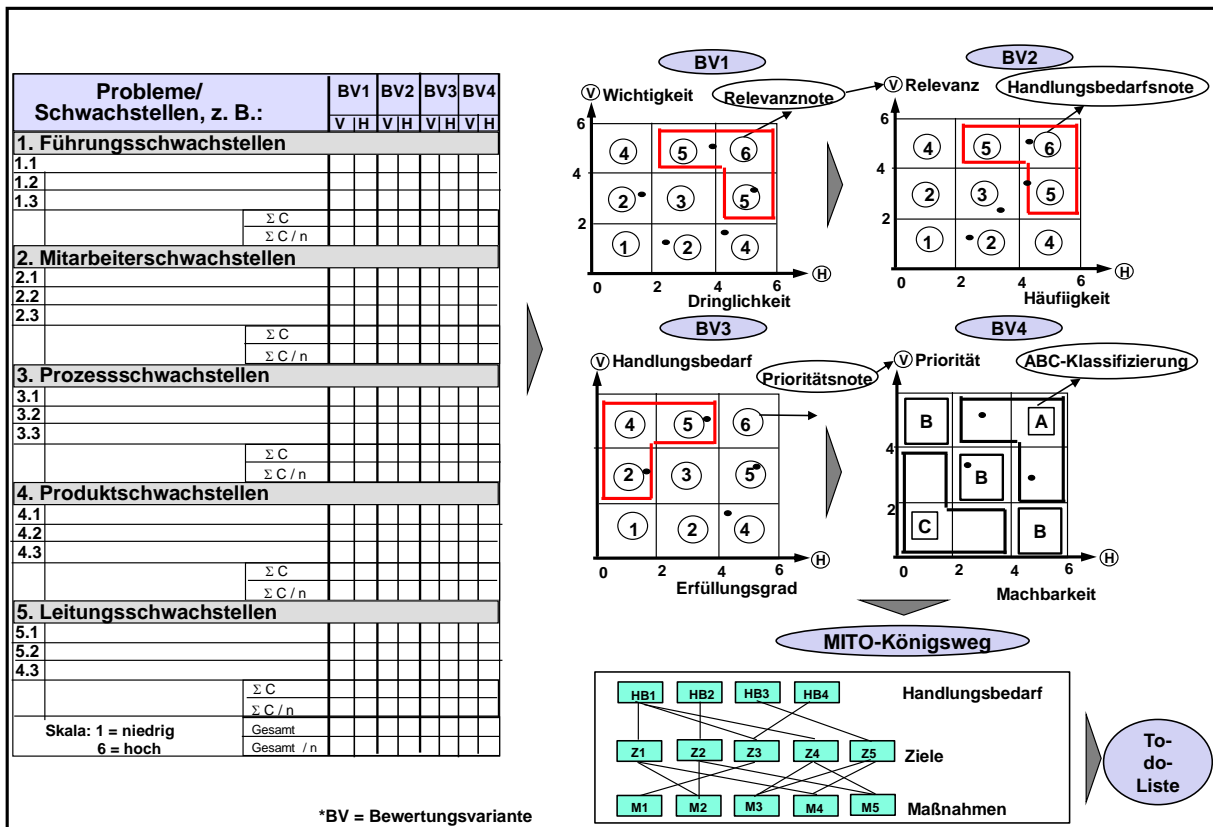 Probleme/
Schwachstellen, z. B.:
BV1 BV2 BV3 BV4
V H V H V H V H
1. Führungsschwachstellen
1.1
1.2
1.3
Σ C
Σ C / n
2. Mitarbeiterschwachstellen
2.1
2.2
2.3
Σ C
Σ C / n
3. Prozessschwachstellen
3.1
3.2
3.3
Σ C
Σ C / n
4. Produktschwachstellen
4.1
4.2
4.3
Σ C
Σ C / n
5. Leitungsschwachstellen
5.1
5.2
4.3
Σ C
Σ C / n
Skala: 1 = niedrig
6 = hoch
Gesamt
Gesamt / n
*BV = Bewertungsvariante
BV1
V Wichtigkeit
Relevanznote
6
4 5 6
4
2 3 5
2
1 2 4
H
0 2 4 6
Dringlichkeit
BV2
V Relevanz
Handlungsbedarfsnote
6
4 5 6
4
2 3 5
2
1 2 4
H
0 2 4 6
Häufiigkeit
BV3
V Handlungsbedarf
Prioritätsnote
6
4 5 6
4
2 3 5
2
1 2 4
H
0 2 4 6
Erfüllungsgrad
BV4
V Priorität
ABC-Klassifizierung
6
B A
4
B
2
C B
H
0 2 4 6
Machbarkeit
MITO-Königsweg
HB1 HB2 HB3 HB4 Handlungsbedarf
Z1 Z2 Z3 Z4 Z5 Ziele
M1 M2 M3 M4 M5 Maßnahmen
To-
do-
Liste